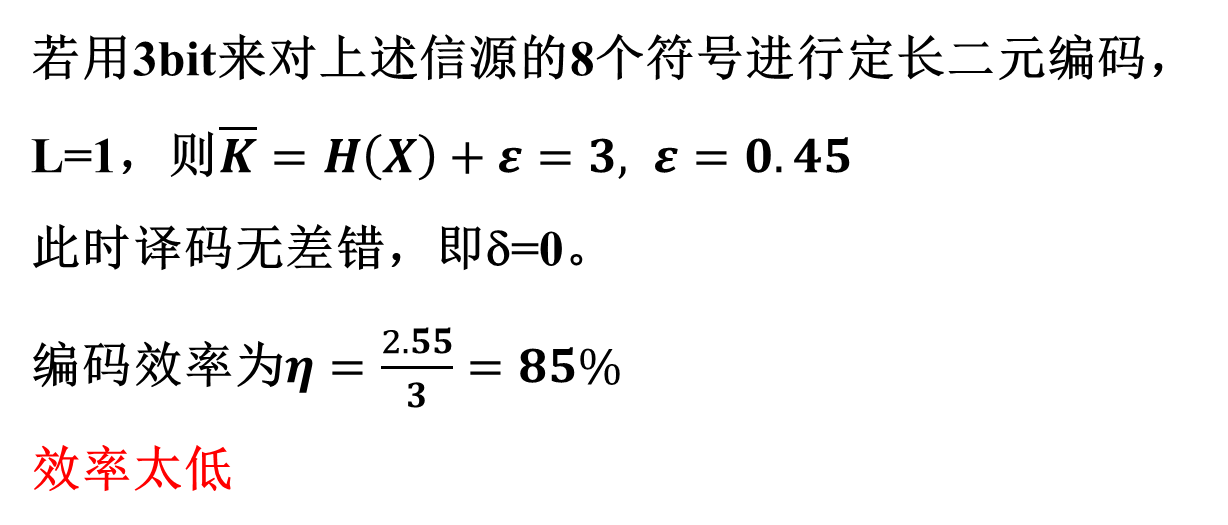 若用3bit来对上述信源的8个符号进行定长二元编码，
L=1，则K̅ = H(X) + ε = 3, ε = 0.45
此时译码无差错，即δ=0。
编码效率为η = 2.55/3 = 85%
效率太低